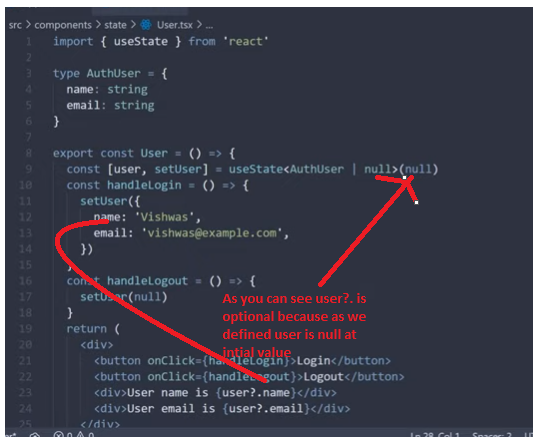 src > components > state > User.tsx > ...
1 import { useState } from 'react'
2
3 type AuthUser = {
4 name: string
5 email: string
6 }
7
8 export const User = () => {
9 const [user, setUser] = useState<AuthUser | null>(null)
10 const handleLogin = () => {
11 setUser({
12 name: 'Vishwas',
13 email: 'vishwas@example.com',
14 })
15 }
16 const handleLogout = () => {
17 setUser(null)
18 }
19 return (
20 <div>
21 <button onClick={handleLogin}>Login</button>
22 <button onClick={handleLogout}>Logout</button>
23 <div>User name is {user?.name}</div>
24 <div>User email is {user?.email}</div>
25 </div>
As you can see user?. is
optional because as we
defined user is null at
intial value
0 0 Ln 28, Col 1 Spaces: 2